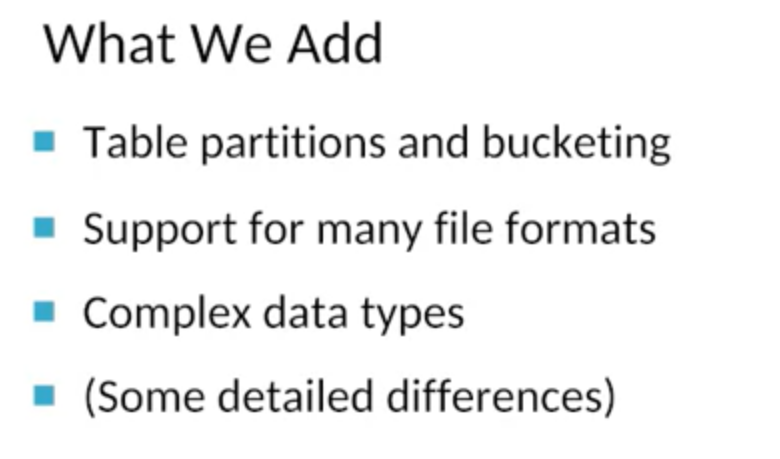 What We Add
Table partitions and bucketing
Support for many file formats
Complex data types
(Some detailed differences)